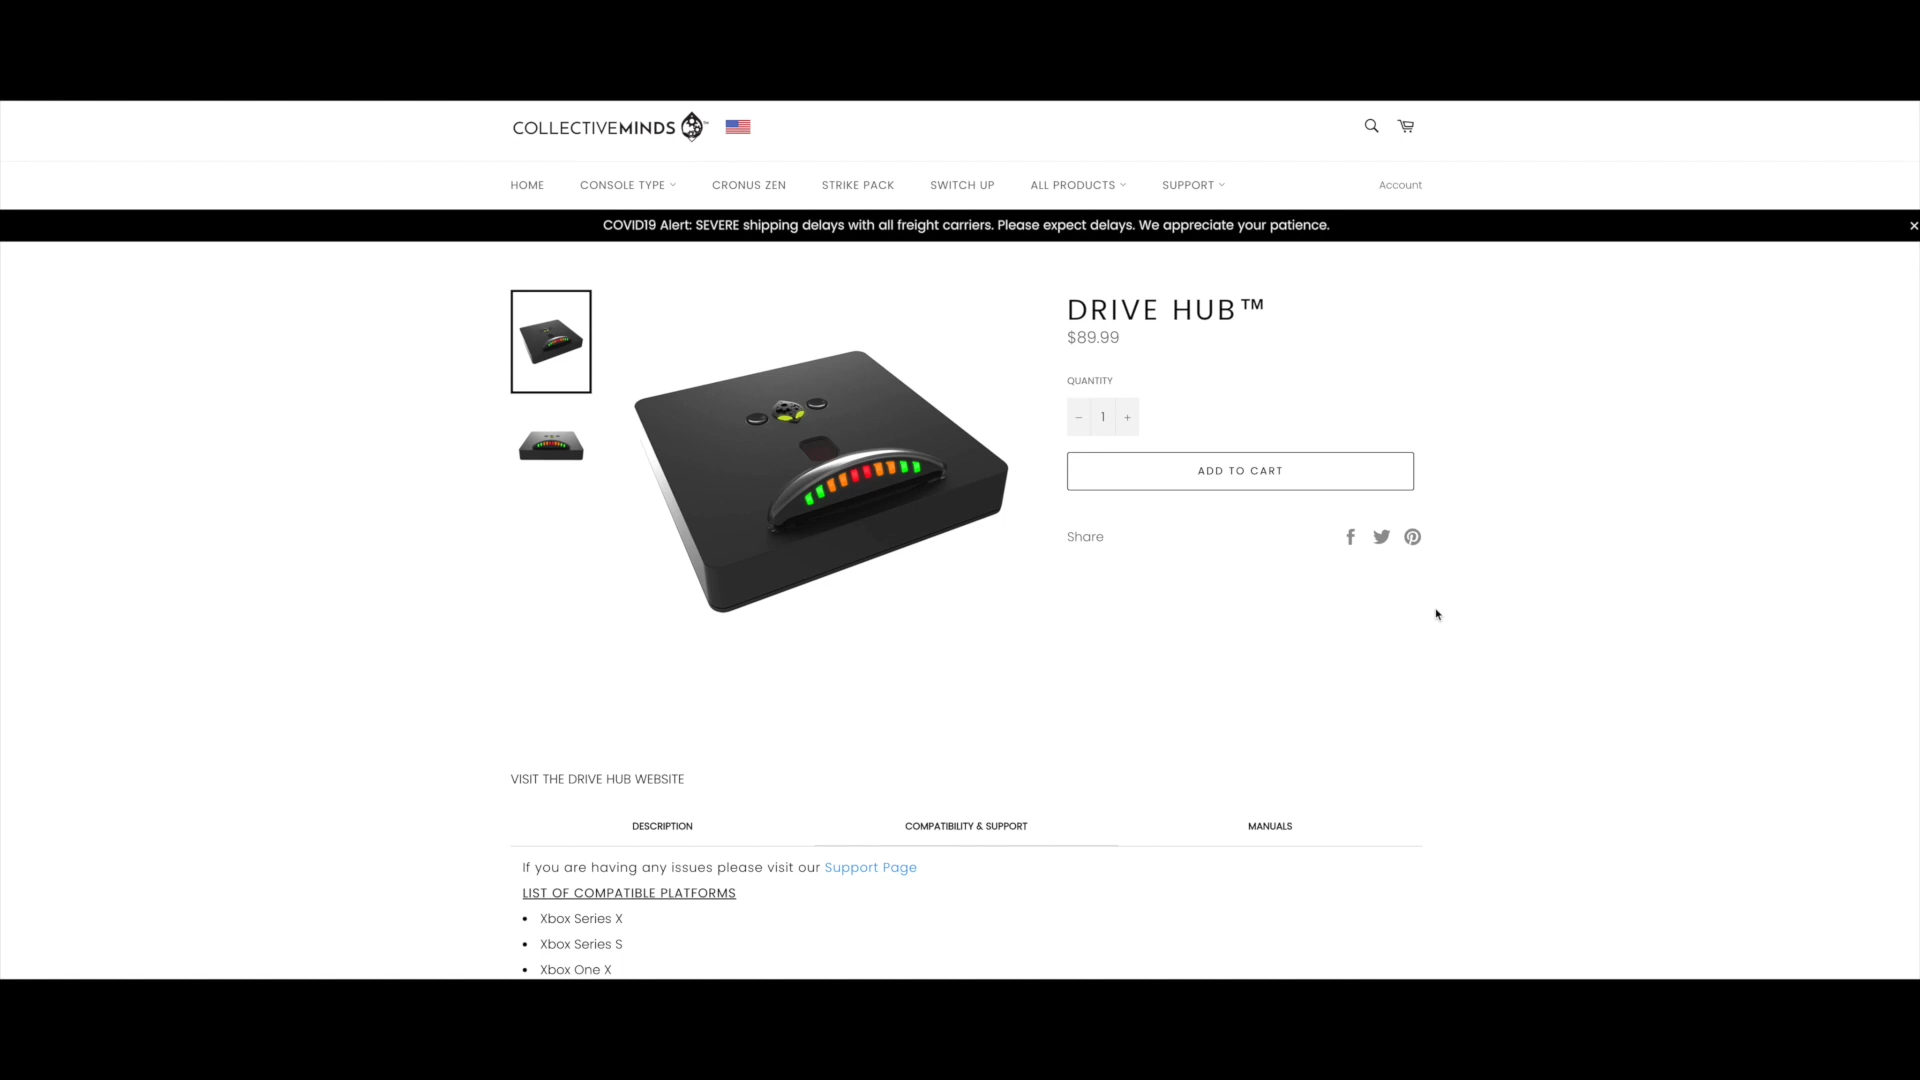 COLLECTIVEMINDS™
HOME CONSOLE TYPE CRONUS ZEN STRIKE PACK SWITCH UP ALL PRODUCTS SUPPORT Account
COVID19 Alert: SEVERE shipping delays with all freight carriers. Please expect delays. We appreciate your patience.
DRIVE HUB™
$89.99
QUANTITY
− 1 +
ADD TO CART
Share
VISIT THE DRIVE HUB WEBSITE
DESCRIPTION COMPATIBILITY & SUPPORT MANUALS
If you are having any issues please visit our Support Page
LIST OF COMPATIBLE PLATFORMS
• Xbox Series X
• Xbox Series S
• Xbox One X